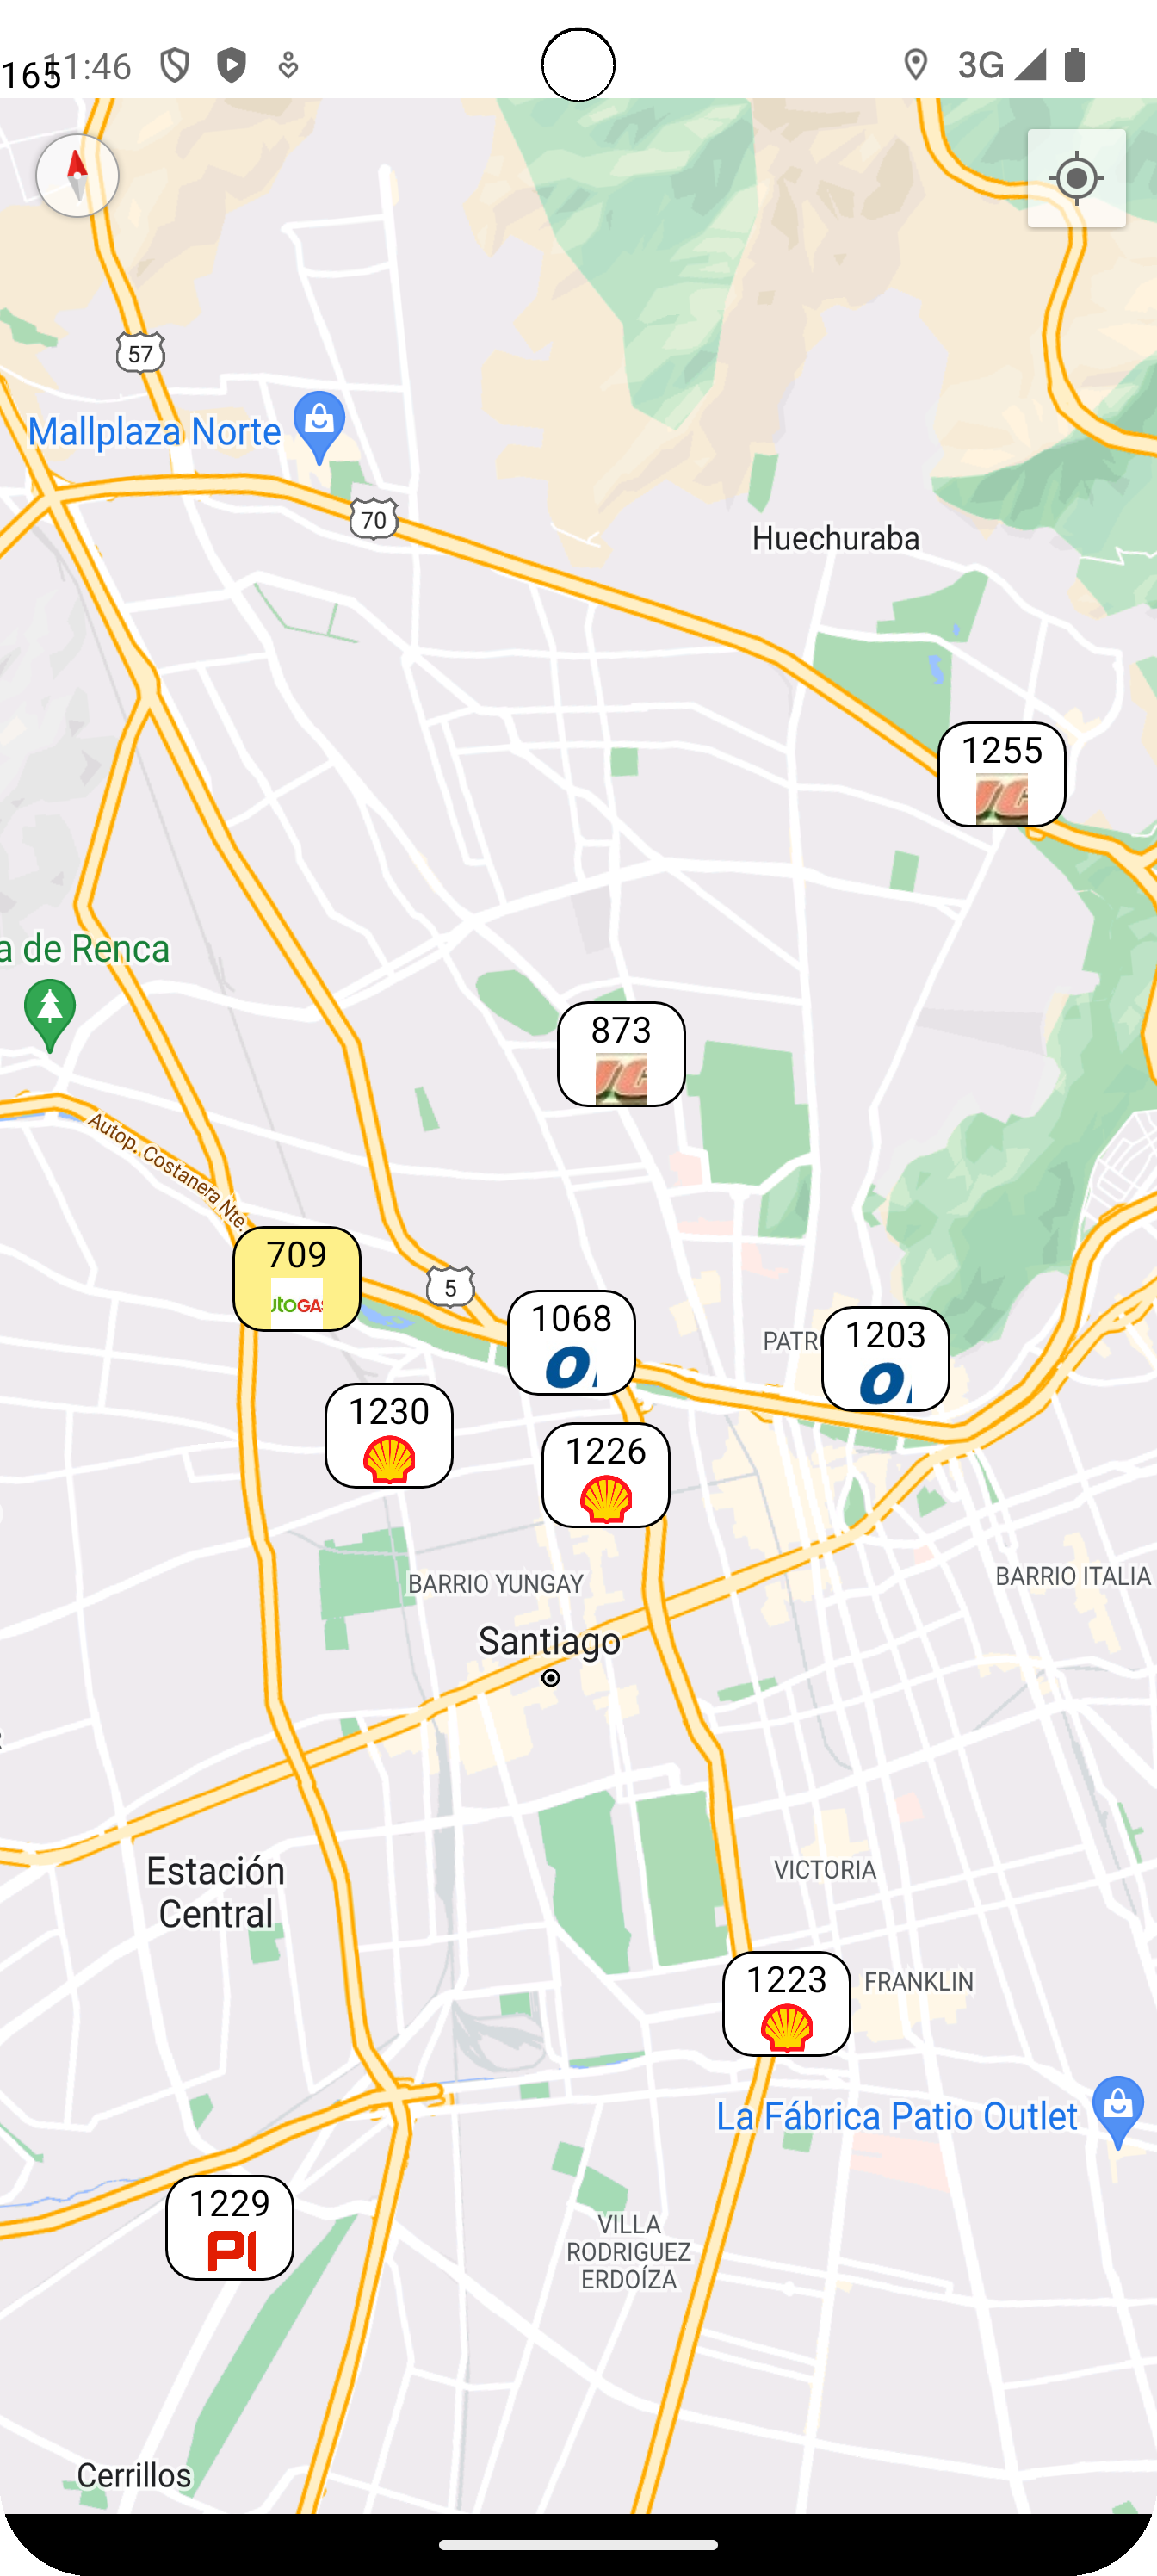 165
11:46
3G
57
Mallplaza Norte
70
Huechuraba
1255
a de Renca
873
Autop. Costanera Nte.
709
utoGAS
5
1068
O
PATR
1203
O
1230
1226
BARRIO YUNGAY
BARRIO ITALIA
Santiago
Estación
Central
VICTORIA
1223
FRANKLIN
La Fábrica Patio Outlet
1229
VILLA
RODRIGUEZ
ERDOÍZA
Cerrillos